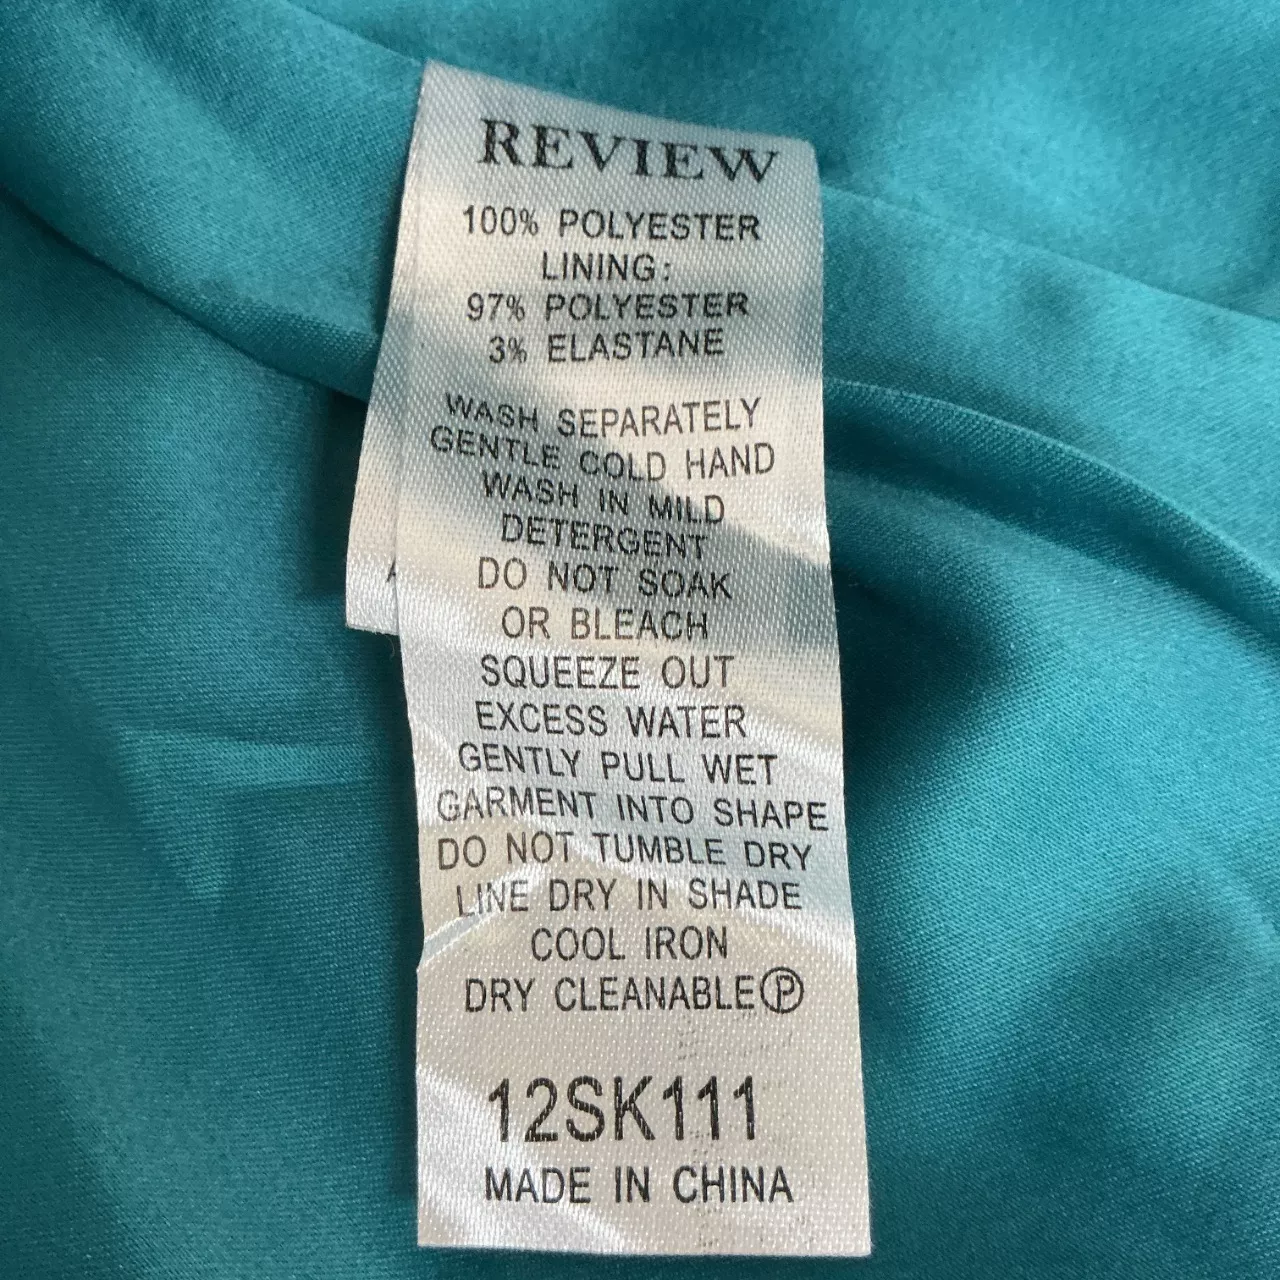 REVIEW
100% POLYESTER
LINING:
97% POLYESTER
3% ELASTANE
WASH SEPARATELY
GENTLE COLD HAND
WASH IN MILD
DETERGENT
DO NOT SOAK
OR BLEACH
SQUEEZE OUT
EXCESS WATER
GENTLY PULL WET
GARMENT INTO SHAPE
DO NOT TUMBLE DRY
LINE DRY IN SHADE
COOL IRON
DRY CLEANABLE Ⓟ
12SK111
MADE IN CHINA